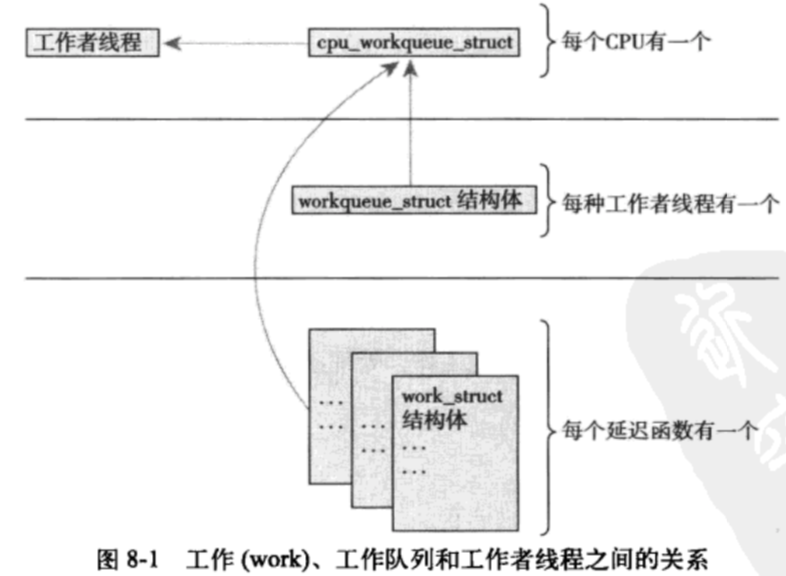 工作者线程
cpu_workqueue_struct
每个CPU有一个
workqueue_struct 结构体
每种工作者线程有一个
...
...
...
...
work_struct
结构体
...
...
每个延迟函数有一个
图 8-1 工作 (work)、工作队列和工作者线程之间的关系